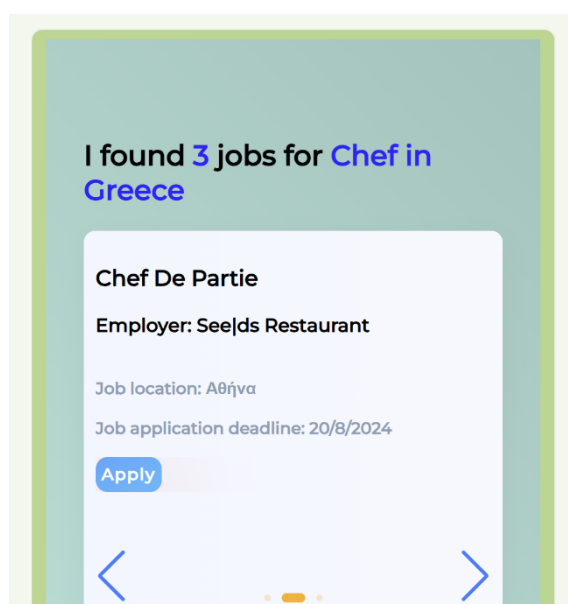 I found 3 jobs for Chef in
Greece
Chef De Partie
Employer: See|ds Restaurant
Job location: Αθήνα
Job application deadline: 20/8/2024
Apply